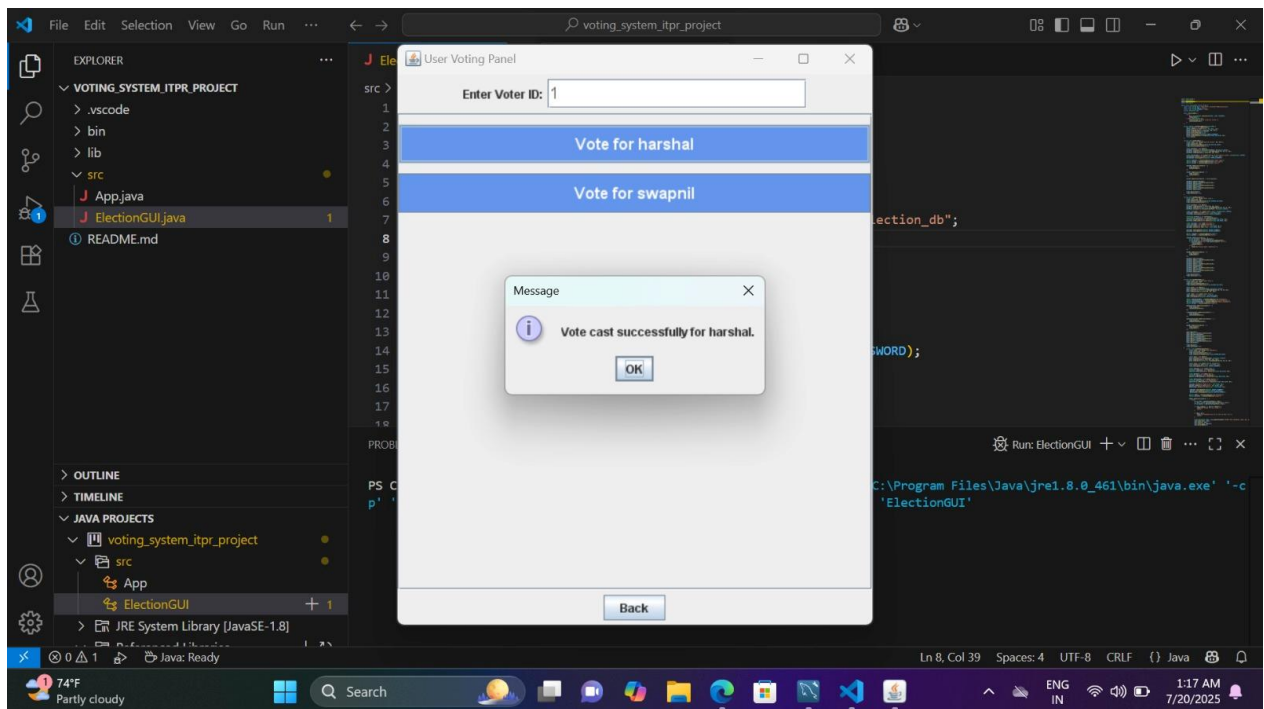 File Edit Selection View Go Run ··· voting_system_itpr_project
EXPLORER ···
VOTING_SYSTEM_ITPR_PROJECT
.vscode
bin
lib
src
J App.java
J ElectionGUI.java 1
README.md
OUTLINE
TIMELINE
JAVA PROJECTS
voting_system_itpr_project
src
App
ElectionGUI 1
JRE System Library [JavaSE-1.8]
J Ele
src >
1
2
3
4
5
6
7 ection_db";
8
9
10
11
12
13
14 SWORD);
15
16
17
18
User Voting Panel
Enter Voter ID: 1
Vote for harshal
Vote for swapnil
Message
Vote cast successfully for harshal.
OK
Back
PROB Run: ElectionGUI
PS C C:\Program Files\Java\jre1.8.0_461\bin\java.exe' '-c
p' ' 'ElectionGUI'
0 1 Java: Ready Ln 8, Col 39 Spaces: 4 UTF-8 CRLF {} Java
1 74°F Search ENG 1:17 AM
Partly cloudy IN 7/20/2025